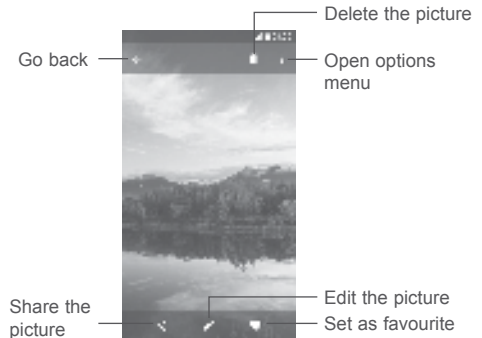 Delete the picture
Go back
Open options
menu
Share the
picture
Edit the picture
Set as favourite